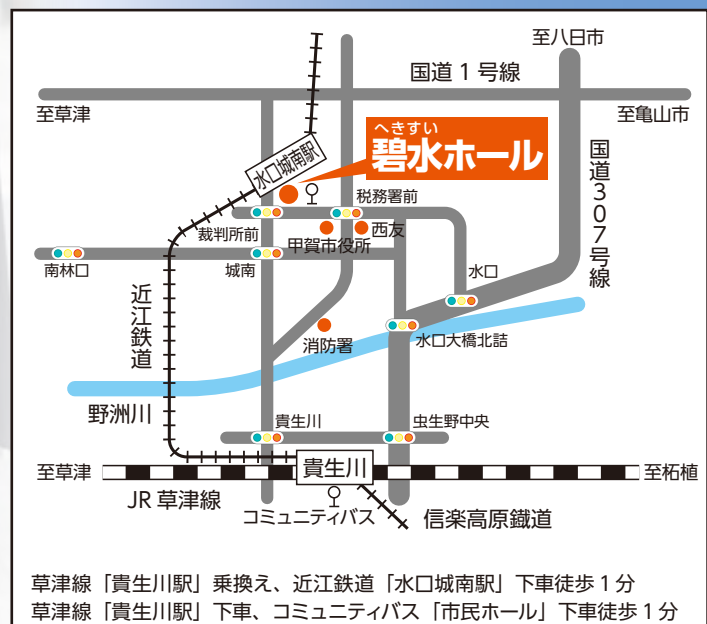 至八日市
国道1号線
至草津
至亀山市
へきすい
碧水ホール
水口城南駅
国道307号線
税務署前
裁判所前
甲賀市役所
西友
南林口
城南
水口
近江鉄道
消防署
水口大橋北詰
野洲川
貴生川
虫生野中央
至草津
貴生川
至柘植
JR草津線
コミュニティバス
信楽高原鐵道
草津線「貴生川駅」乗換え、近江鉄道「水口城南駅」下車徒歩1分
草津線「貴生川駅」下車、コミュニティバス「市民ホール」下車徒歩1分